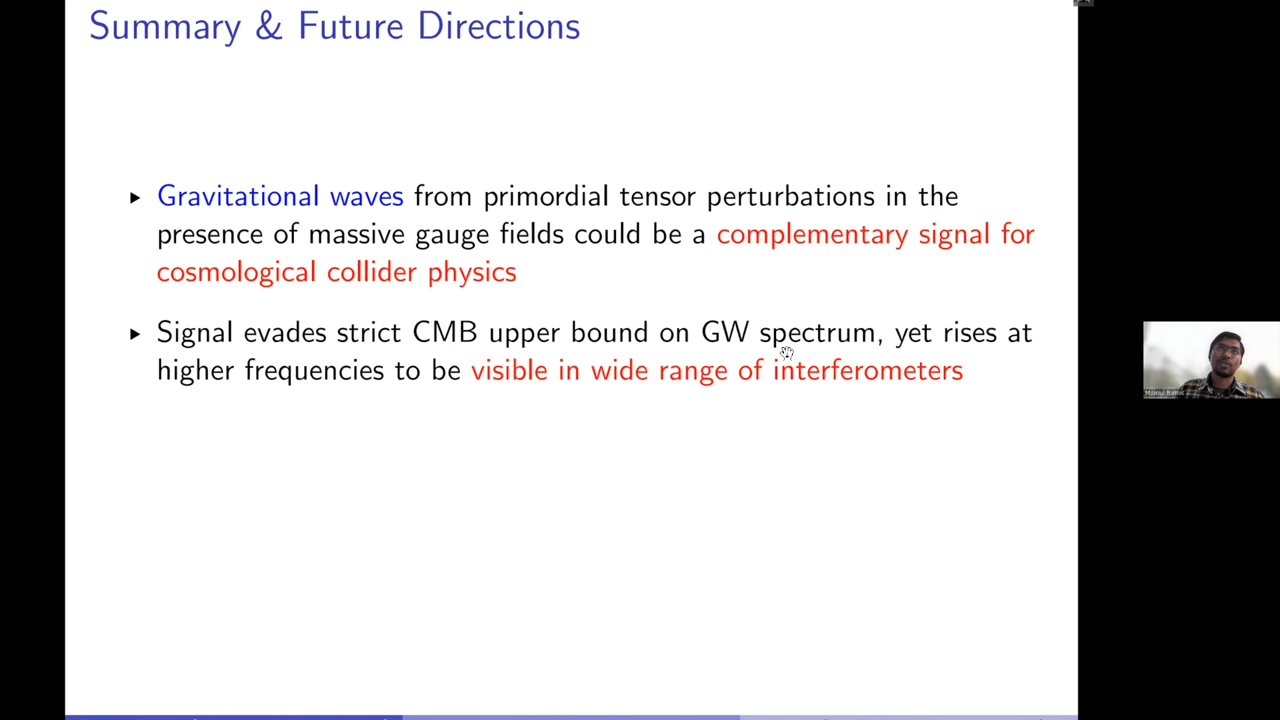 Summary & Future Directions
Gravitational waves from primordial tensor perturbations in the
presence of massive gauge fields could be a complementary signal for
cosmological collider physics
Signal evades strict CMB upper bound on GW spectrum, yet rises at
higher frequencies to be visible in wide range of interferometers